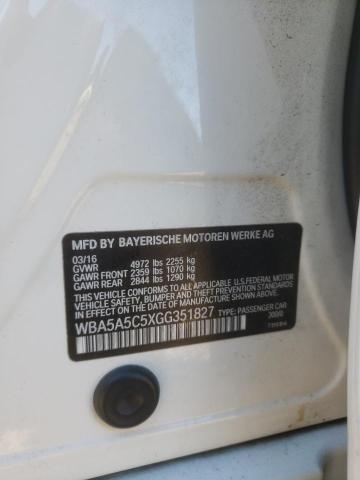 MFD BY BAYERISCHE MOTOREN WERKE AG
03/16
GVWR 4972 lbs 2255 kg
GAWR FRONT 2359 lbs 1070 kg
GAWR REAR 2844 lbs 1290 kg
THIS VEHICLE CONFORMS TO ALL APPLICABLE U.S. FEDERAL MOTOR
VEHICLE SAFETY, BUMPER, AND THEFT PREVENTION STANDARDS
IN EFFECT ON THE DATE OF MANUFACTURE SHOWN ABOVE.
WBA5A5C5XGG351827 TYPE: PASSENGER CAR
300/0